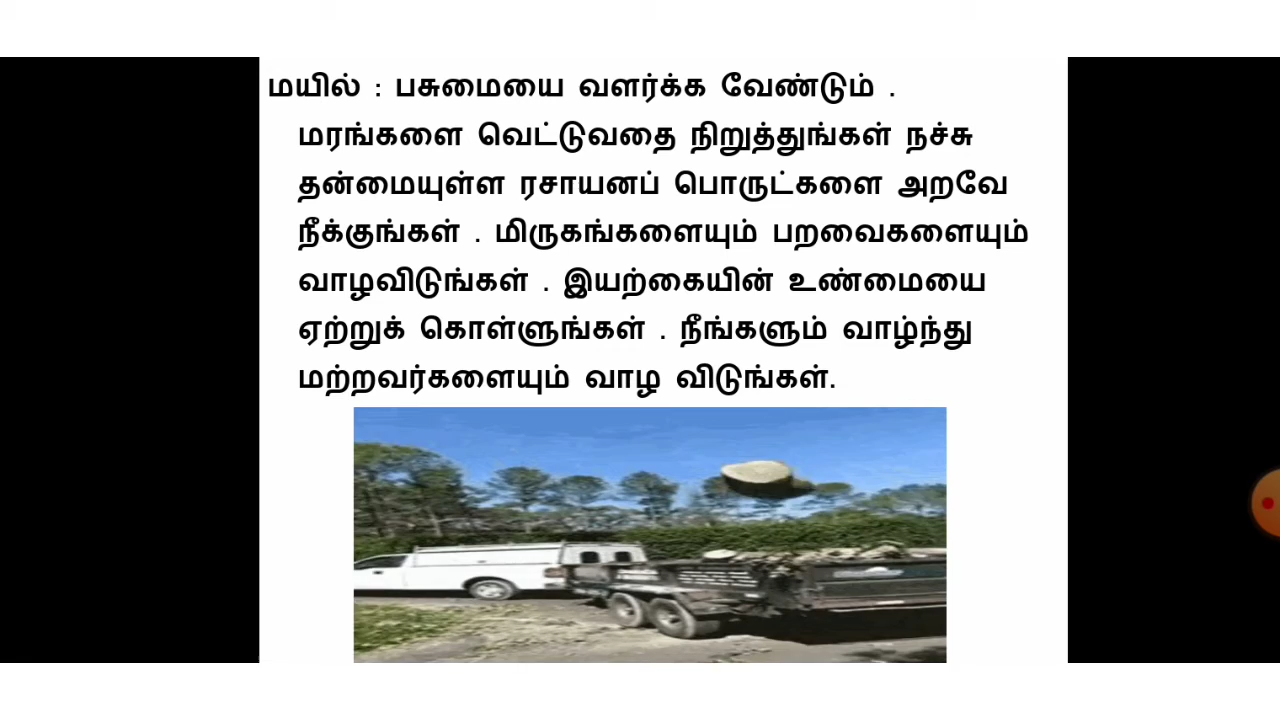 மயில் : பசுமையை வளர்க்க வேண்டும் .
மரங்களை வெட்டுவதை நிறுத்துங்கள் நச்சு
தன்மையுள்ள ரசாயனப் பொருட்களை அறவே
நீக்குங்கள் . மிருகங்களையும் பறவைகளையும்
வாழவிடுங்கள் . இயற்கையின் உண்மையை
ஏற்றுக் கொள்ளுங்கள் . நீங்களும் வாழ்ந்து
மற்றவர்களையும் வாழ விடுங்கள்.